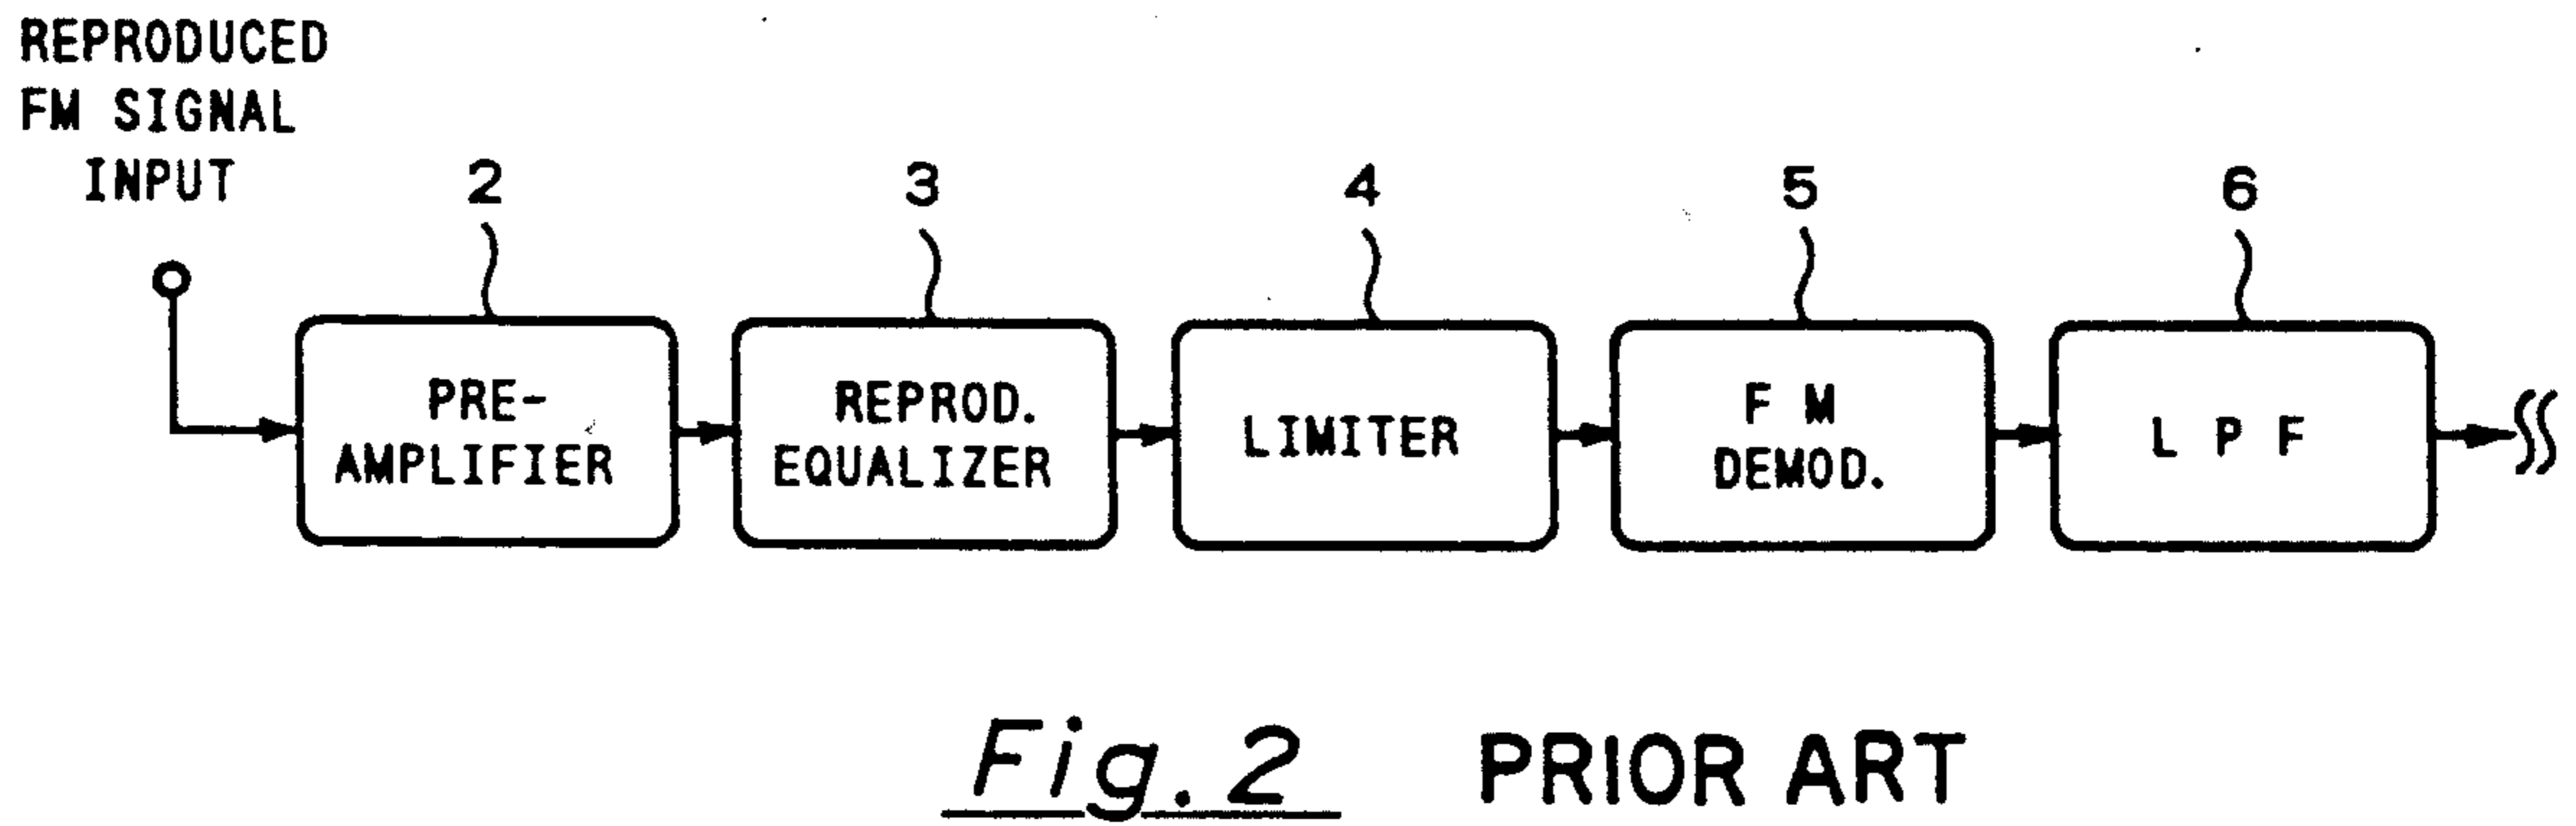 REPRODUCED
FM SIGNAL
INPUT
2
3
4
5
6
PRE-
AMPLIFIER
REPROD.
EQUALIZER
LIMITER
F M
DEMOD.
L P F
Fig. 2 PRIOR ART